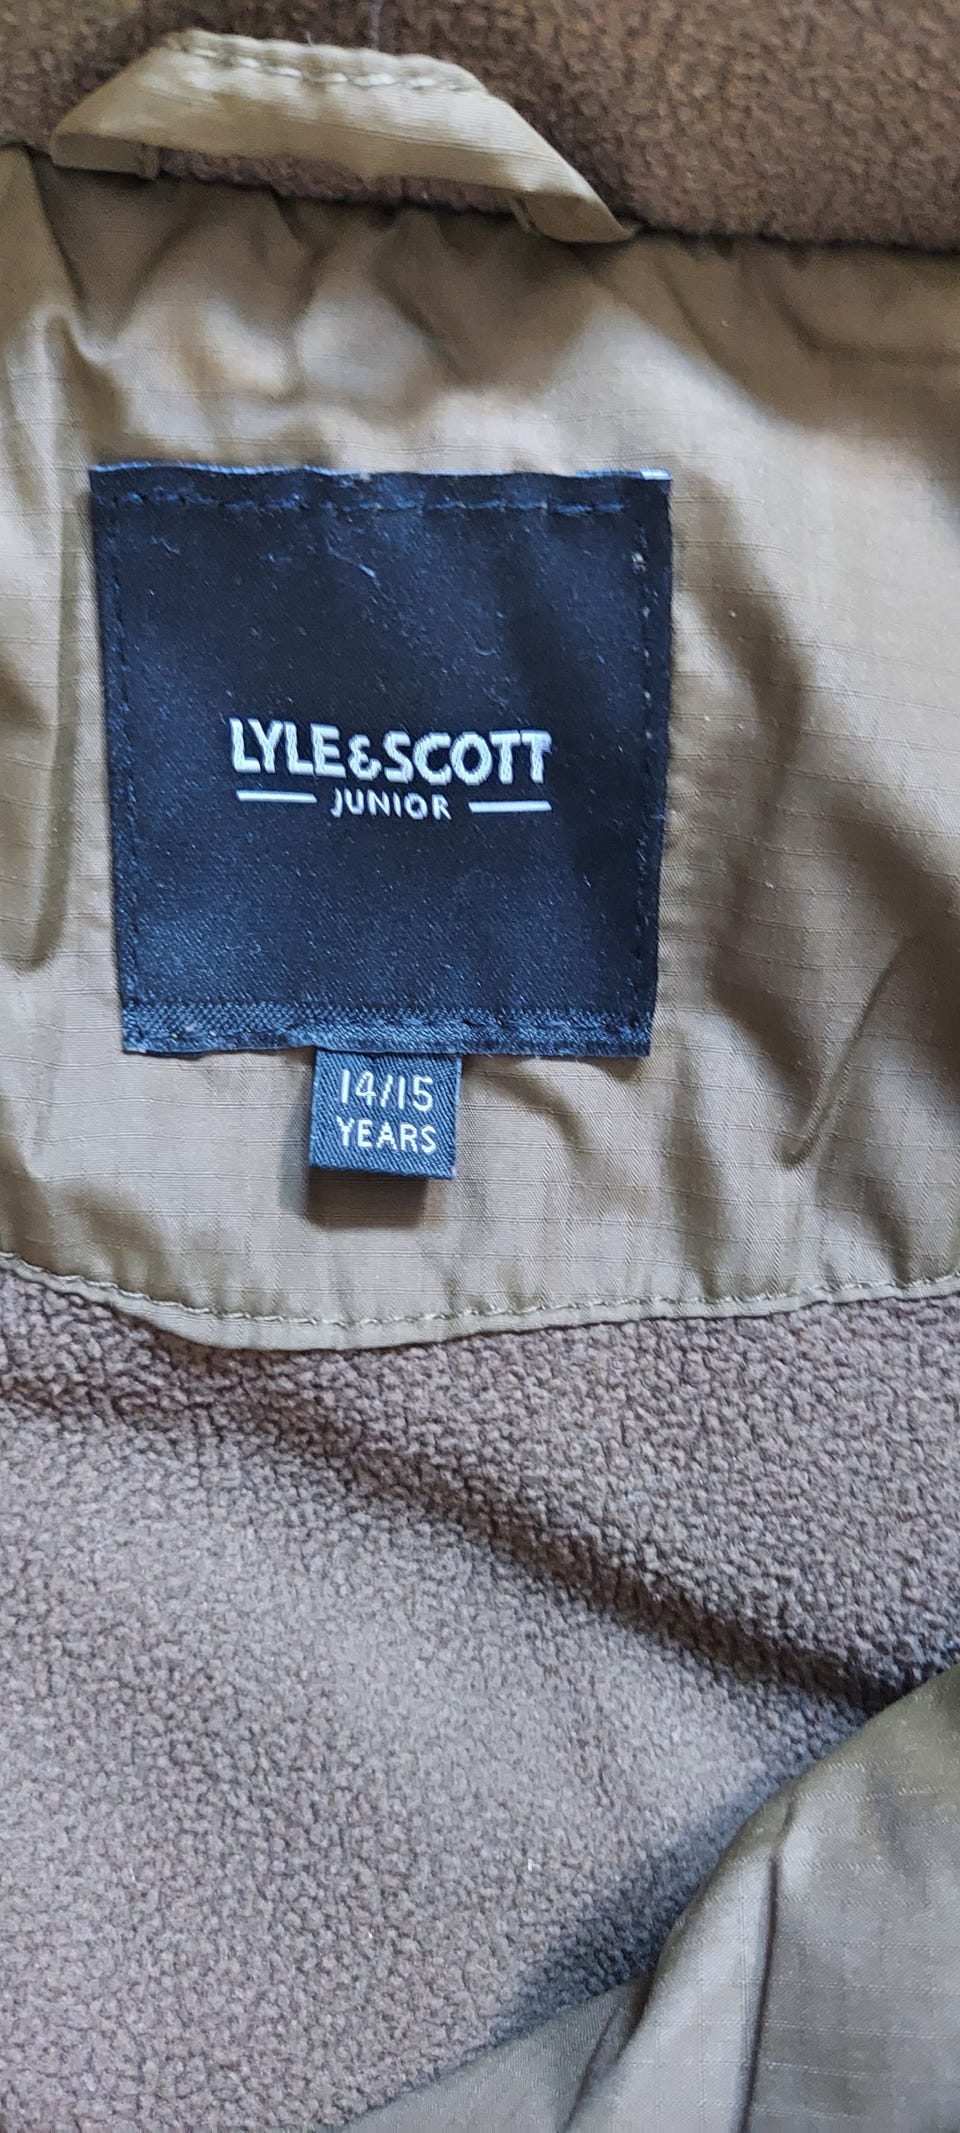 LYLE&SCOTT
JUNIOR
14/15
YEARS